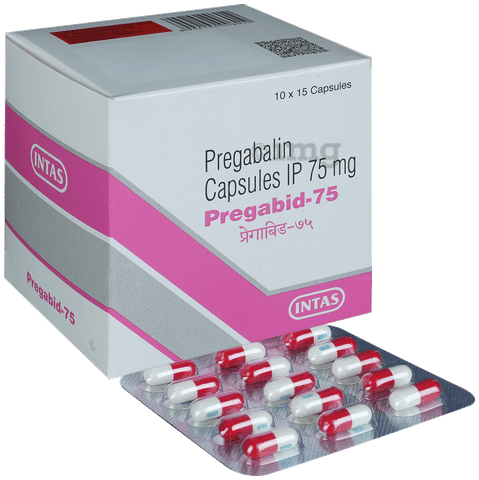 10 x 15 Capsules
Pregabalin
Capsules IP 75 mg
Pregabid-75
प्रेगाबिड-७५
INTAS
INTAS
Pregabid-75